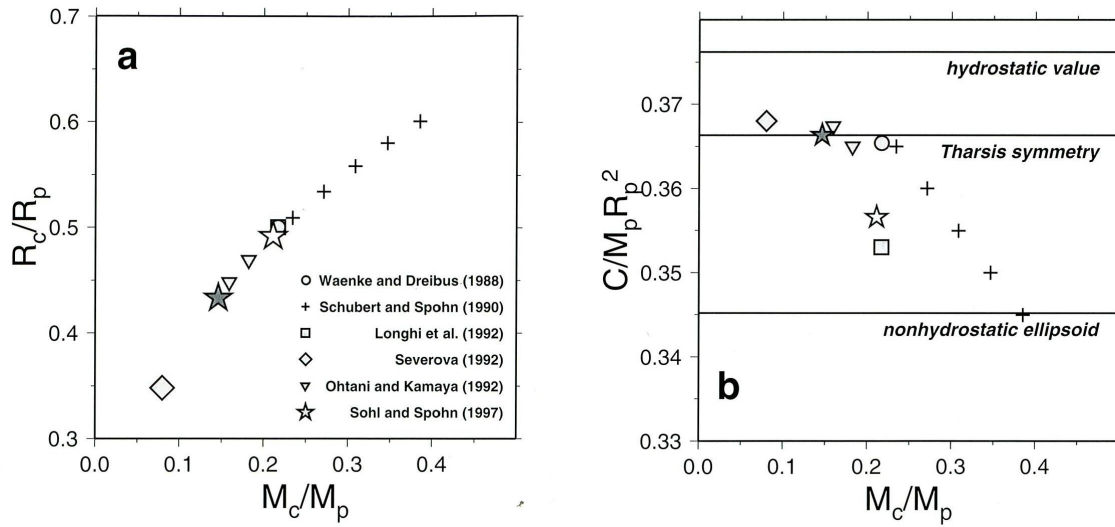 a
0.7
0.6
0.5
0.4
0.3
R_c/R_p
0.0 0.1 0.2 0.3 0.4
M_c/M_p
Waenke and Dreibus (1988)
Schubert and Spohn (1990)
Longhi et al. (1992)
Severova (1992)
Ohtani and Kamaya (1992)
Sohl and Spohn (1997)
hydrostatic value
Tharsis symmetry
nonhydrostatic ellipsoid
b
0.37
0.36
0.35
0.34
0.33
C/M_pR_p^2
0.0 0.1 0.2 0.3 0.4
M_c/M_p